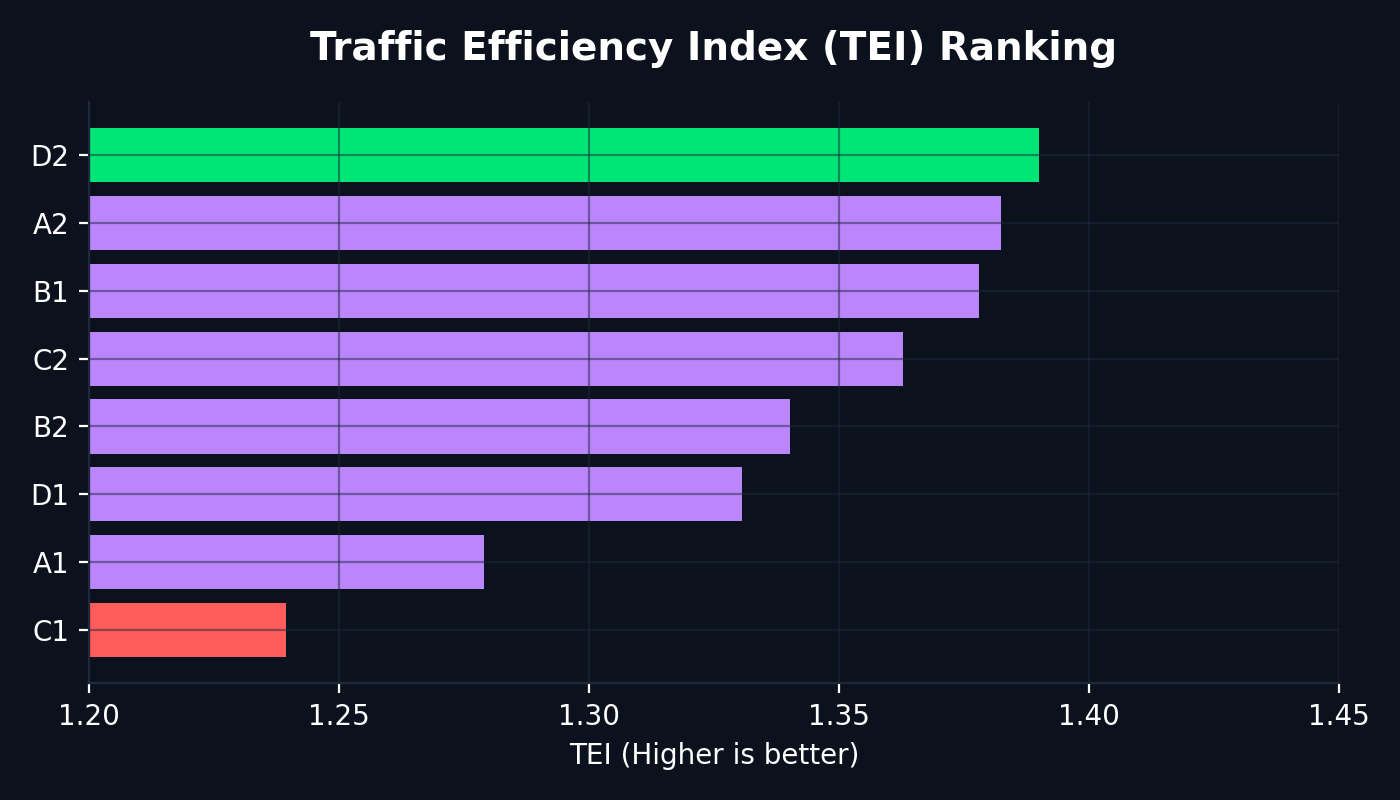 Traffic Efficiency Index (TEI) Ranking
D2
A2
B1
C2
B2
D1
A1
C1
1.20 1.25 1.30 1.35 1.40 1.45
TEI (Higher is better)